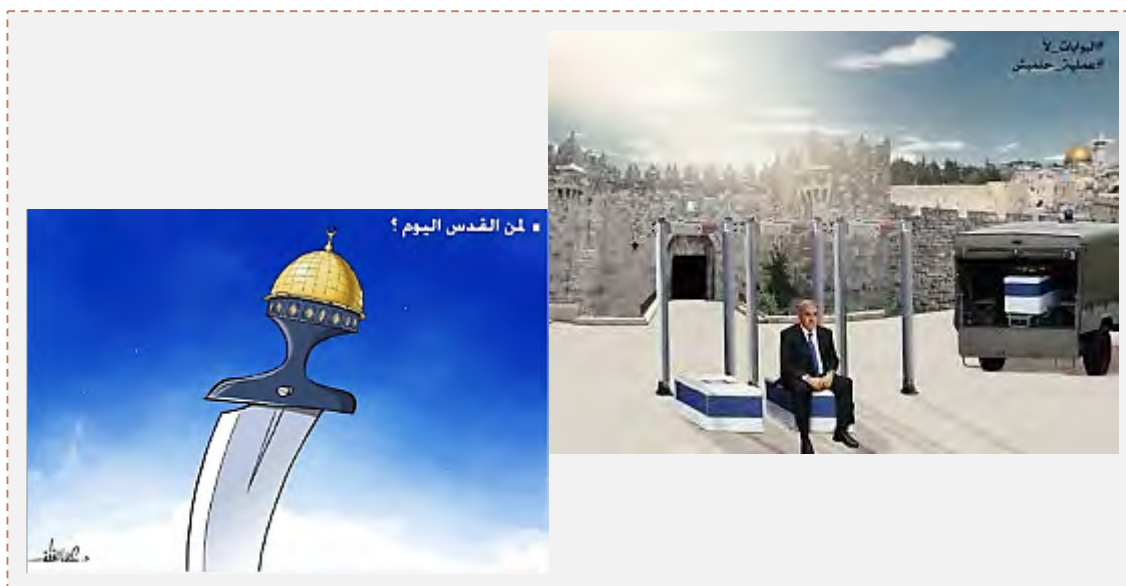 #البوابات_لا
#عملية_حلميش
▪ لمن القدس اليوم ؟